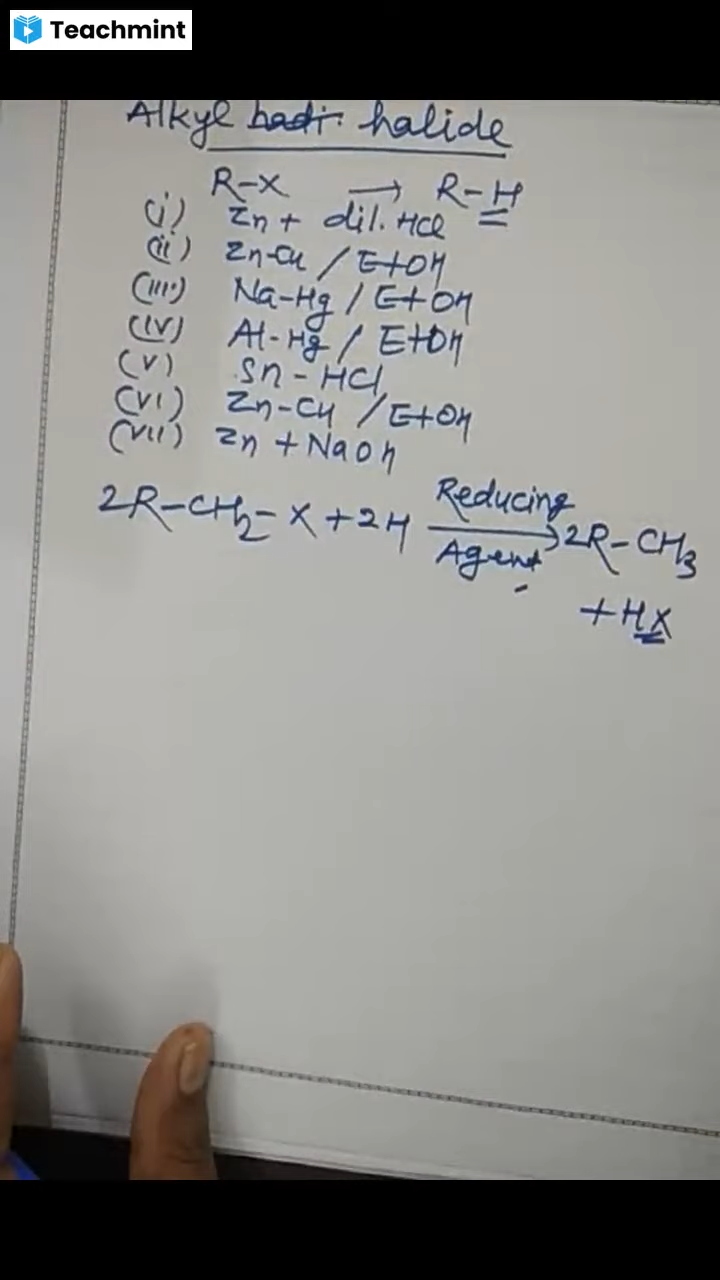 Teachmint
Alkyl halide
R-X → R-H
(i) Zn + dil. HCl
(ii) Zn-Cu / EtOH
(iii) Na-Hg / EtOH
(iv) Al-Hg / EtOH
(v) Sn - HCl
(vi) Zn-Cu / EtOH
(vii) Zn + NaOH
Reducing
2R-CH2-X + 2H → 2R-CH3
Agent
+ HX